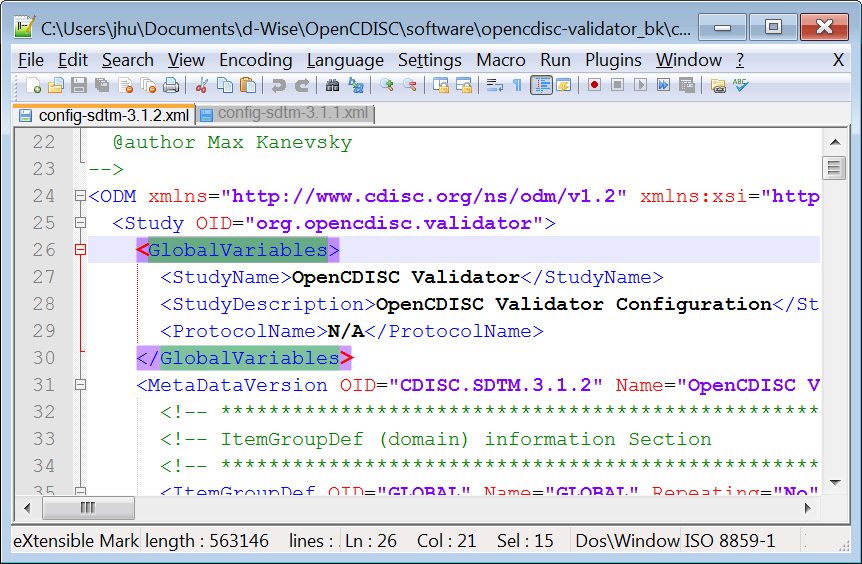 C:\Users\jhu\Documents\d-Wise\OpenCDISC\software\opencdisc-validator_bk\c...
File Edit Search View Encoding Language Settings Macro Run Plugins Window ? X
config-sdtm-3.1.2.xml config-sdtm-3.1.1.xml
22 @author Max Kanevsky
23 -->
24 <ODM xmlns="http://www.cdisc.org/ns/odm/v1.2" xmlns:xsi="http
25 <Study OID="org.opencdisc.validator">
26 <GlobalVariables>
27 <StudyName>OpenCDISC Validator</StudyName>
28 <StudyDescription>OpenCDISC Validator Configuration</St
29 <ProtocolName>N/A</ProtocolName>
30 </GlobalVariables>
31 <MetaDataVersion OID="CDISC.SDTM.3.1.2" Name="OpenCDISC V
32 <!-- **************************************************
33 <!-- ItemGroupDef (domain) information Section
34 <!-- **************************************************
35 <ItemGroupDef OID="GLOBAL" Name="GLOBAL" Repeating="No"
eXtensible Mark length : 563146 lines : . Ln : 26 Col : 21 Sel : 15 Dos\Window ISO 8859-1